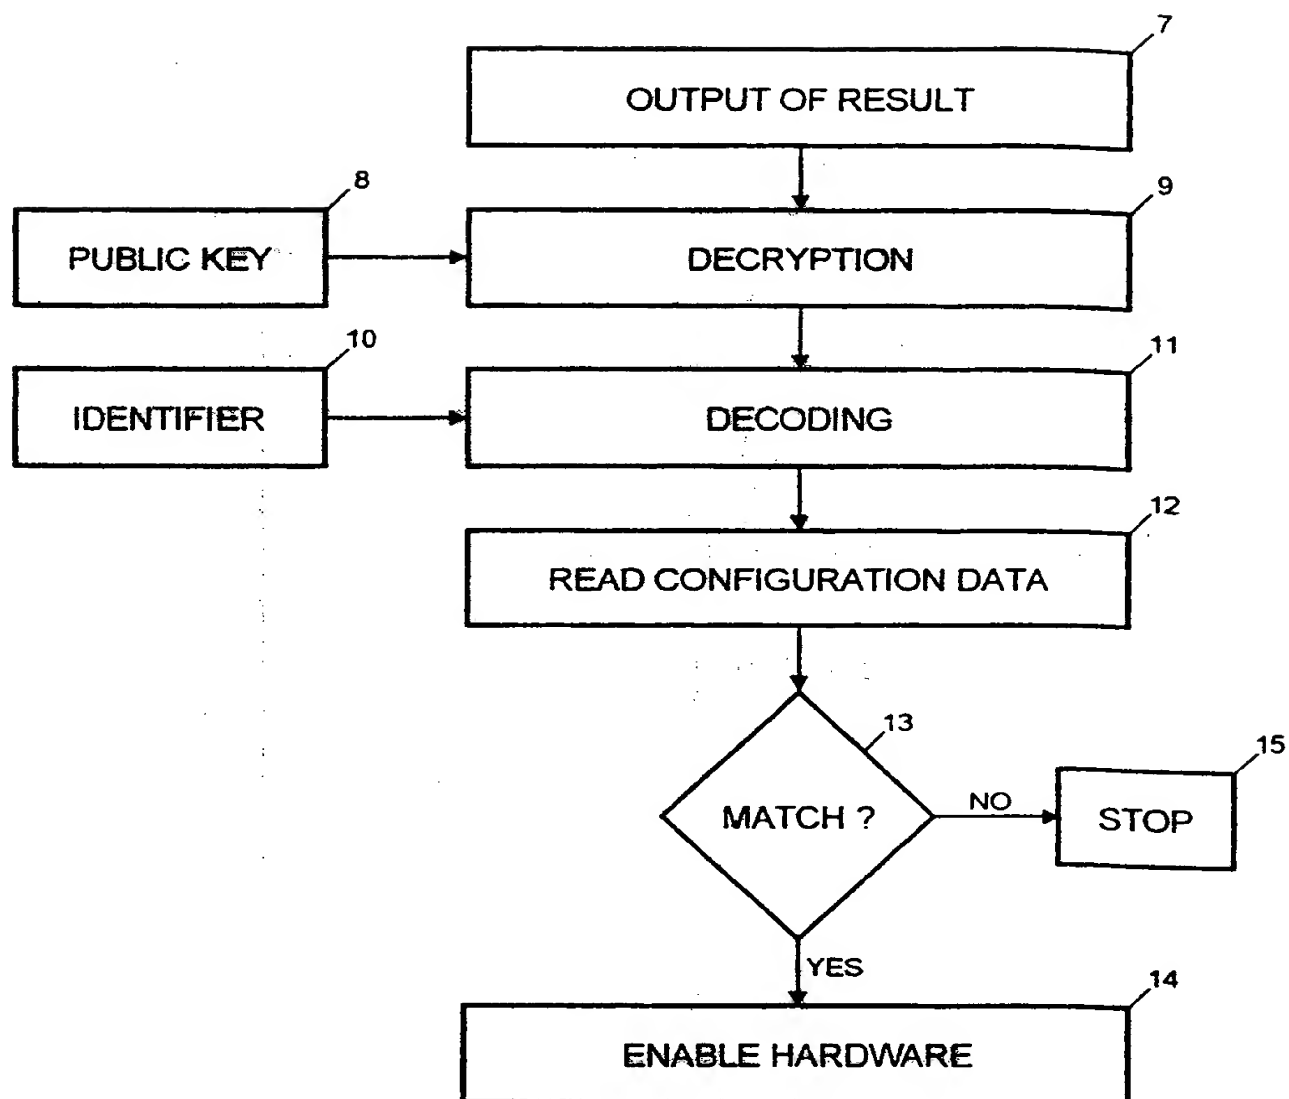 7
OUTPUT OF RESULT
8
9
PUBLIC KEY
DECRYPTION
10
11
IDENTIFIER
DECODING
12
READ CONFIGURATION DATA
13
15
MATCH ?
NO
STOP
YES
14
ENABLE HARDWARE